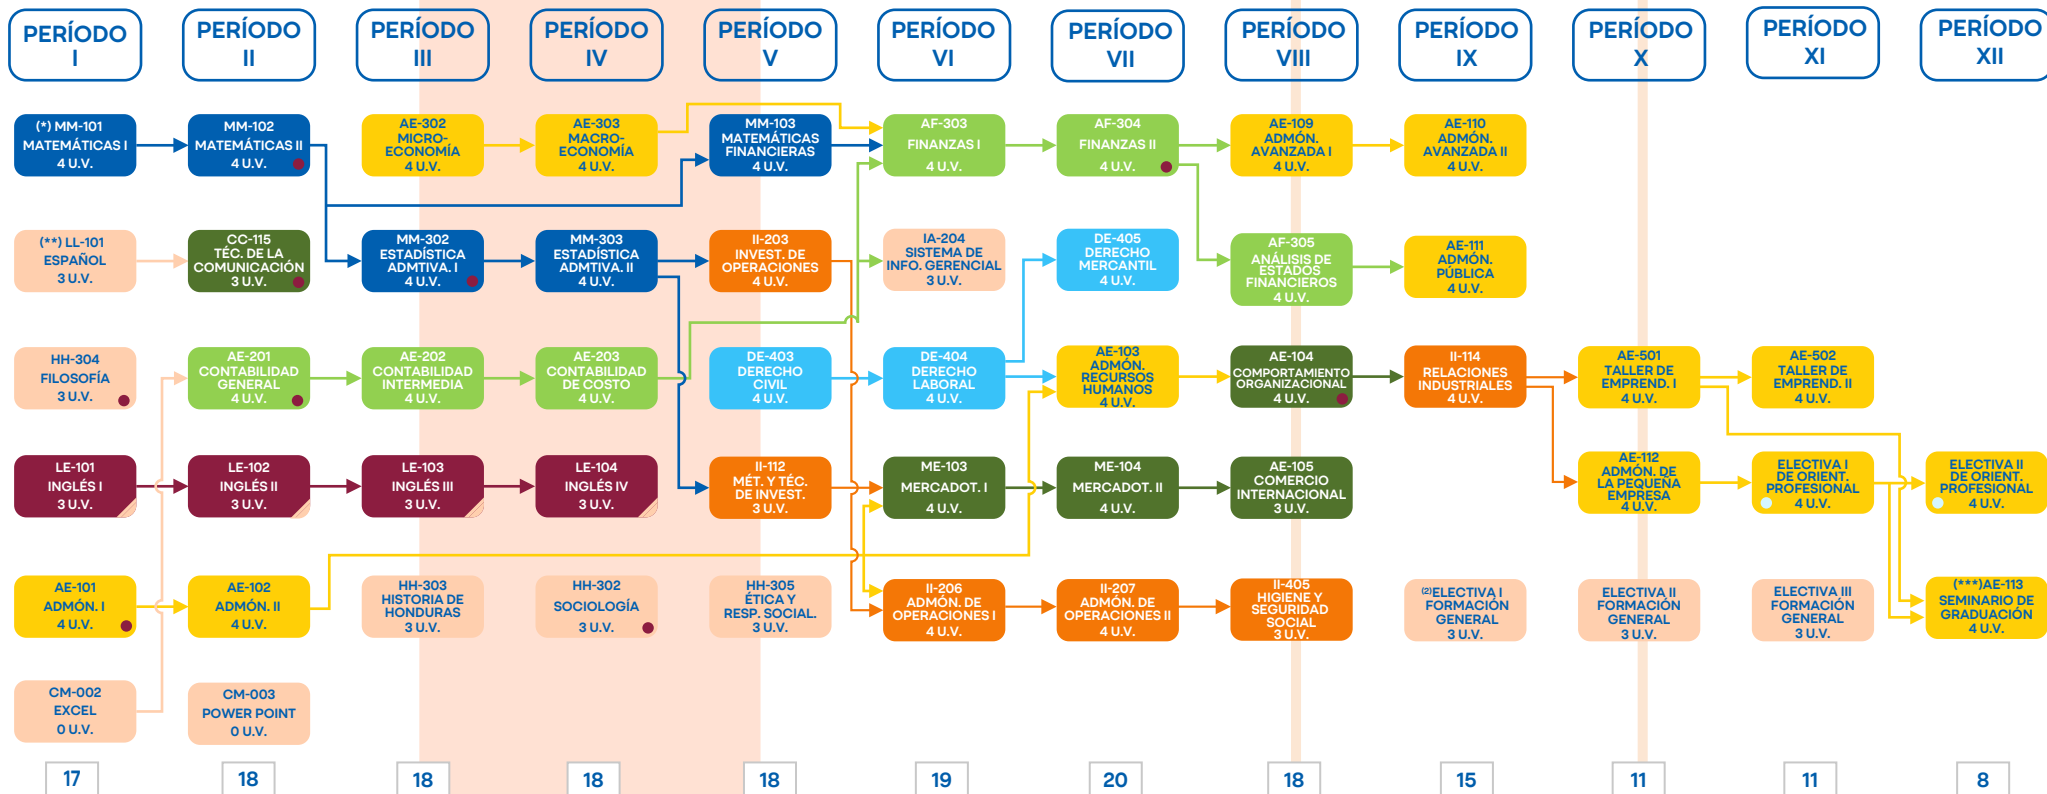 PERÍODO
I
PERÍODO
II
PERÍODO
III
PERÍODO
IV
PERÍODO
V
PERÍODO
VI
PERÍODO
VII
PERÍODO
VIII
PERÍODO
IX
PERÍODO
X
PERÍODO
XI
PERÍODO
XII
(*) MM-101
MATEMÁTICAS I
4 U.V.
MM-102
MATEMÁTICAS II
4 U.V.
AE-302
MICRO-
ECONOMÍA
4 U.V.
AE-303
MACRO-
ECONOMÍA
4 U.V.
MM-103
MATEMÁTICAS
FINANCIERAS
4 U.V.
AF-303
FINANZAS I
4 U.V.
AF-304
FINANZAS II
4 U.V.
AE-109
ADMÓN.
AVANZADA I
4 U.V.
AE-110
ADMÓN.
AVANZADA II
4 U.V.
(**) LL-101
ESPAÑOL
3 U.V.
CC-115
TÉC. DE LA
COMUNICACIÓN
3 U.V.
MM-302
ESTADÍSTICA
ADMTIVA. I
4 U.V.
MM-303
ESTADÍSTICA
ADMTIVA. II
4 U.V.
II-203
INVEST. DE
OPERACIONES
4 U.V.
IA-204
SISTEMA DE
INFO. GERENCIAL
3 U.V.
DE-405
DERECHO
MERCANTIL
4 U.V.
AF-305
ANÁLISIS DE
ESTADOS
FINANCIEROS
4 U.V.
AE-111
ADMÓN.
PÚBLICA
4 U.V.
HH-304
FILOSOFÍA
3 U.V.
AE-201
CONTABILIDAD
GENERAL
4 U.V.
AE-202
CONTABILIDAD
INTERMEDIA
4 U.V.
AE-203
CONTABILIDAD
DE COSTO
4 U.V.
DE-403
DERECHO
CIVIL
4 U.V.
DE-404
DERECHO
LABORAL
4 U.V.
AE-103
ADMÓN.
RECURSOS
HUMANOS
4 U.V.
AE-104
COMPORTAMIENTO
ORGANIZACIONAL
4 U.V.
II-114
RELACIONES
INDUSTRIALES
4 U.V.
AE-501
TALLER DE
EMPREND. I
4 U.V.
AE-502
TALLER DE
EMPREND. II
4 U.V.
LE-101
INGLÉS I
3 U.V.
LE-102
INGLÉS II
3 U.V.
LE-103
INGLÉS III
3 U.V.
LE-104
INGLÉS IV
3 U.V.
II-112
MÉT. Y TÉC.
DE INVEST.
3 U.V.
ME-103
MERCADOT. I
4 U.V.
ME-104
MERCADOT. II
4 U.V.
AE-105
COMERCIO
INTERNACIONAL
3 U.V.
AE-112
ADMÓN. DE
LA PEQUEÑA
EMPRESA
4 U.V.
ELECTIVA I
DE ORIENT.
PROFESIONAL
4 U.V.
ELECTIVA II
DE ORIENT.
PROFESIONAL
4 U.V.
AE-101
ADMÓN. I
4 U.V.
AE-102
ADMÓN. II
4 U.V.
HH-303
HISTORIA DE
HONDURAS
3 U.V.
HH-302
SOCIOLOGÍA
3 U.V.
HH-305
ÉTICA Y
RESP. SOCIAL.
3 U.V.
II-206
ADMÓN. DE
OPERACIONES I
4 U.V.
II-207
ADMÓN. DE
OPERACIONES II
4 U.V.
II-405
HIGIENE Y
SEGURIDAD
SOCIAL
3 U.V.
(2)ELECTIVA I
FORMACIÓN
GENERAL
3 U.V.
ELECTIVA II
FORMACIÓN
GENERAL
3 U.V.
ELECTIVA III
FORMACIÓN
GENERAL
3 U.V.
(***)AE-113
SEMINARIO DE
GRADUACIÓN
4 U.V.
CM-002
EXCEL
0 U.V.
CM-003
POWER POINT
0 U.V.
17
18
18
18
18
19
20
18
15
11
11
8